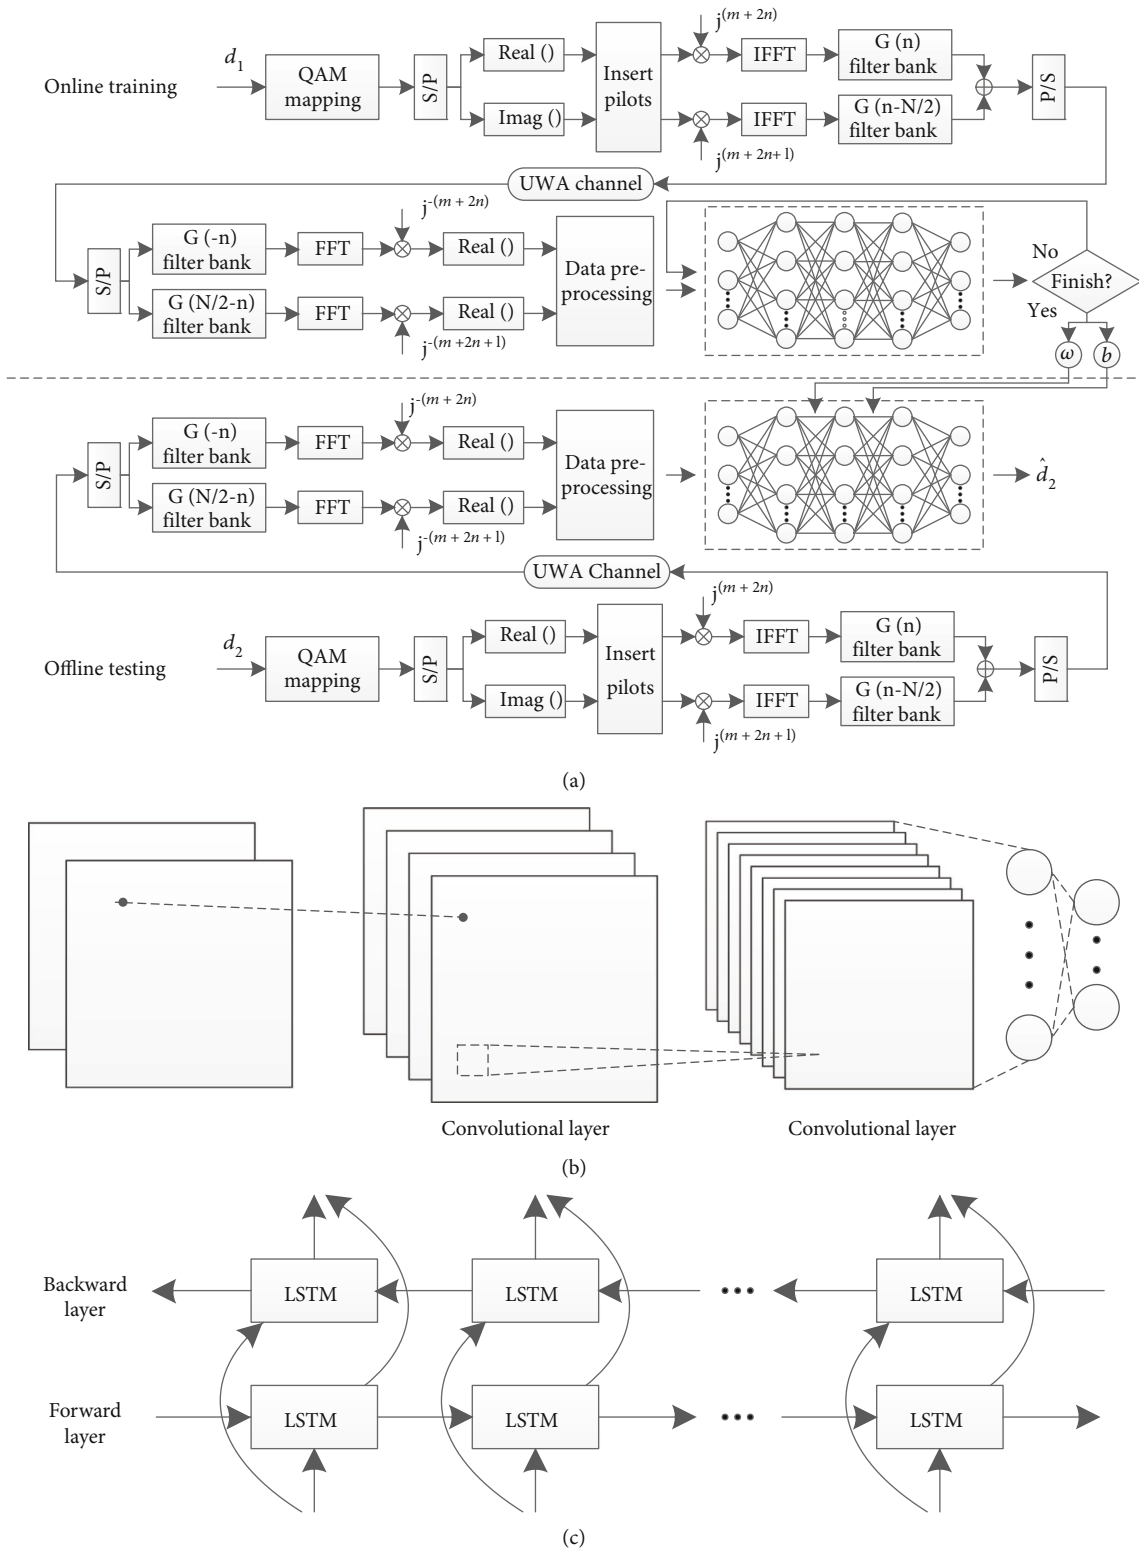 Online training
d1
QAM
mapping
S/P
Real ()
Imag ()
Insert
pilots
j(m + 2n)
j(m + 2n+1)
IFFT
IFFT
G (n)
filter bank
G (n-N/2)
filter bank
P/S
UWA channel
S/P
G (-n)
filter bank
G (N/2-n)
filter bank
FFT
FFT
j-(m + 2n)
j-(m+2n+1)
Real ()
Real ()
Data pre-
processing
No
Finish?
Yes
ω
b
S/P
G (-n)
filter bank
G (N/2-n)
filter bank
FFT
FFT
j-(m + 2n)
j-(m + 2n + 1)
Real ()
Real ()
Data pre-
processing
d̂2
UWA Channel
Offline testing
d2
QAM
mapping
S/P
Real ()
Imag ()
Insert
pilots
j(m + 2n)
j(m + 2n + 1)
IFFT
IFFT
G (n)
filter bank
G (n-N/2)
filter bank
P/S
(a)
Convolutional layer
Convolutional layer
(b)
Backward
layer
LSTM
LSTM
LSTM
Forward
layer
LSTM
LSTM
LSTM
(c)